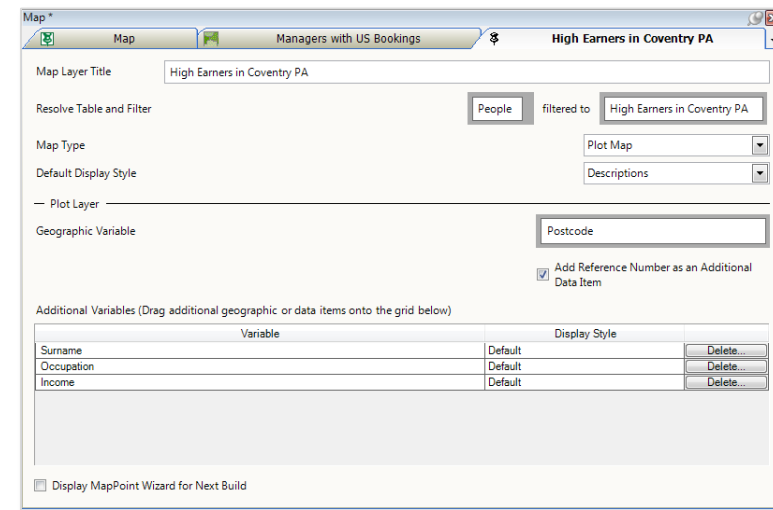 Map *
Map Managers with US Bookings High Earners in Coventry PA
Map Layer Title High Earners in Coventry PA
Resolve Table and Filter People filtered to High Earners in Coventry PA
Map Type Plot Map
Default Display Style Descriptions
Plot Layer
Geographic Variable Postcode
Add Reference Number as an Additional
Data Item
Additional Variables (Drag additional geographic or data items onto the grid below)
Variable Display Style
Surname Default Delete...
Occupation Default Delete...
Income Default Delete...
Display MapPoint Wizard for Next Build